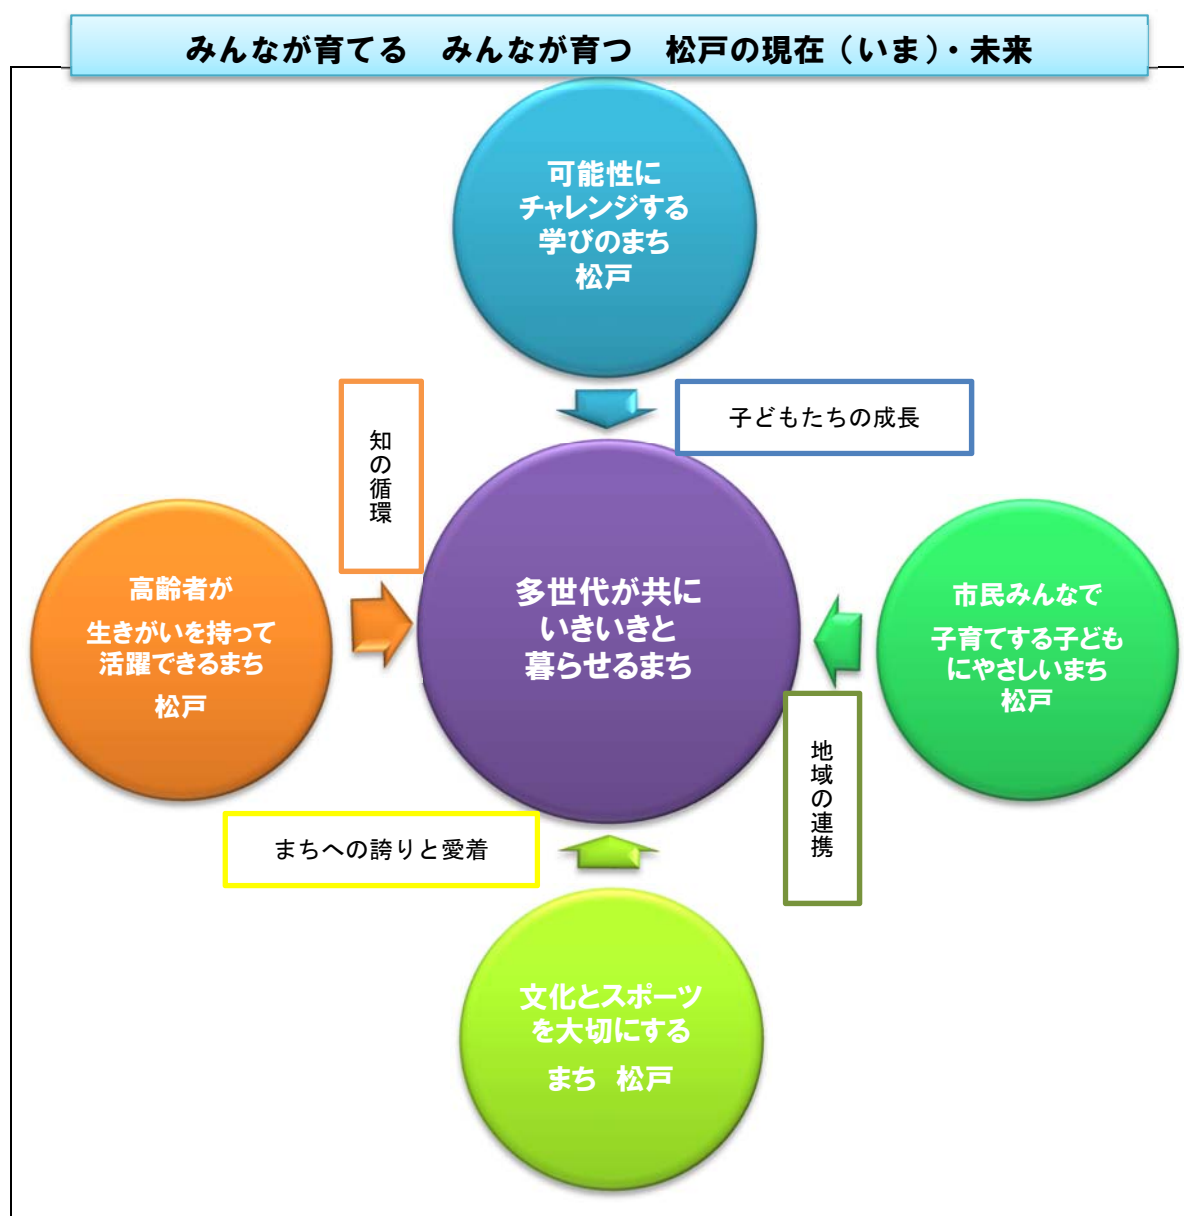 みんなが育てる　みんなが育つ　松戸の現在（いま）・未来
可能性に
チャレンジする
学びのまち
松戸
子どもたちの成長
知の循環
高齢者が
生きがいを持って
活躍できるまち
松戸
多世代が共に
いきいきと
暮らせるまち
市民みんなで
子育てする子ども
にやさしいまち
松戸
地域の連携
まちへの誇りと愛着
文化とスポーツ
を大切にする
まち　松戸